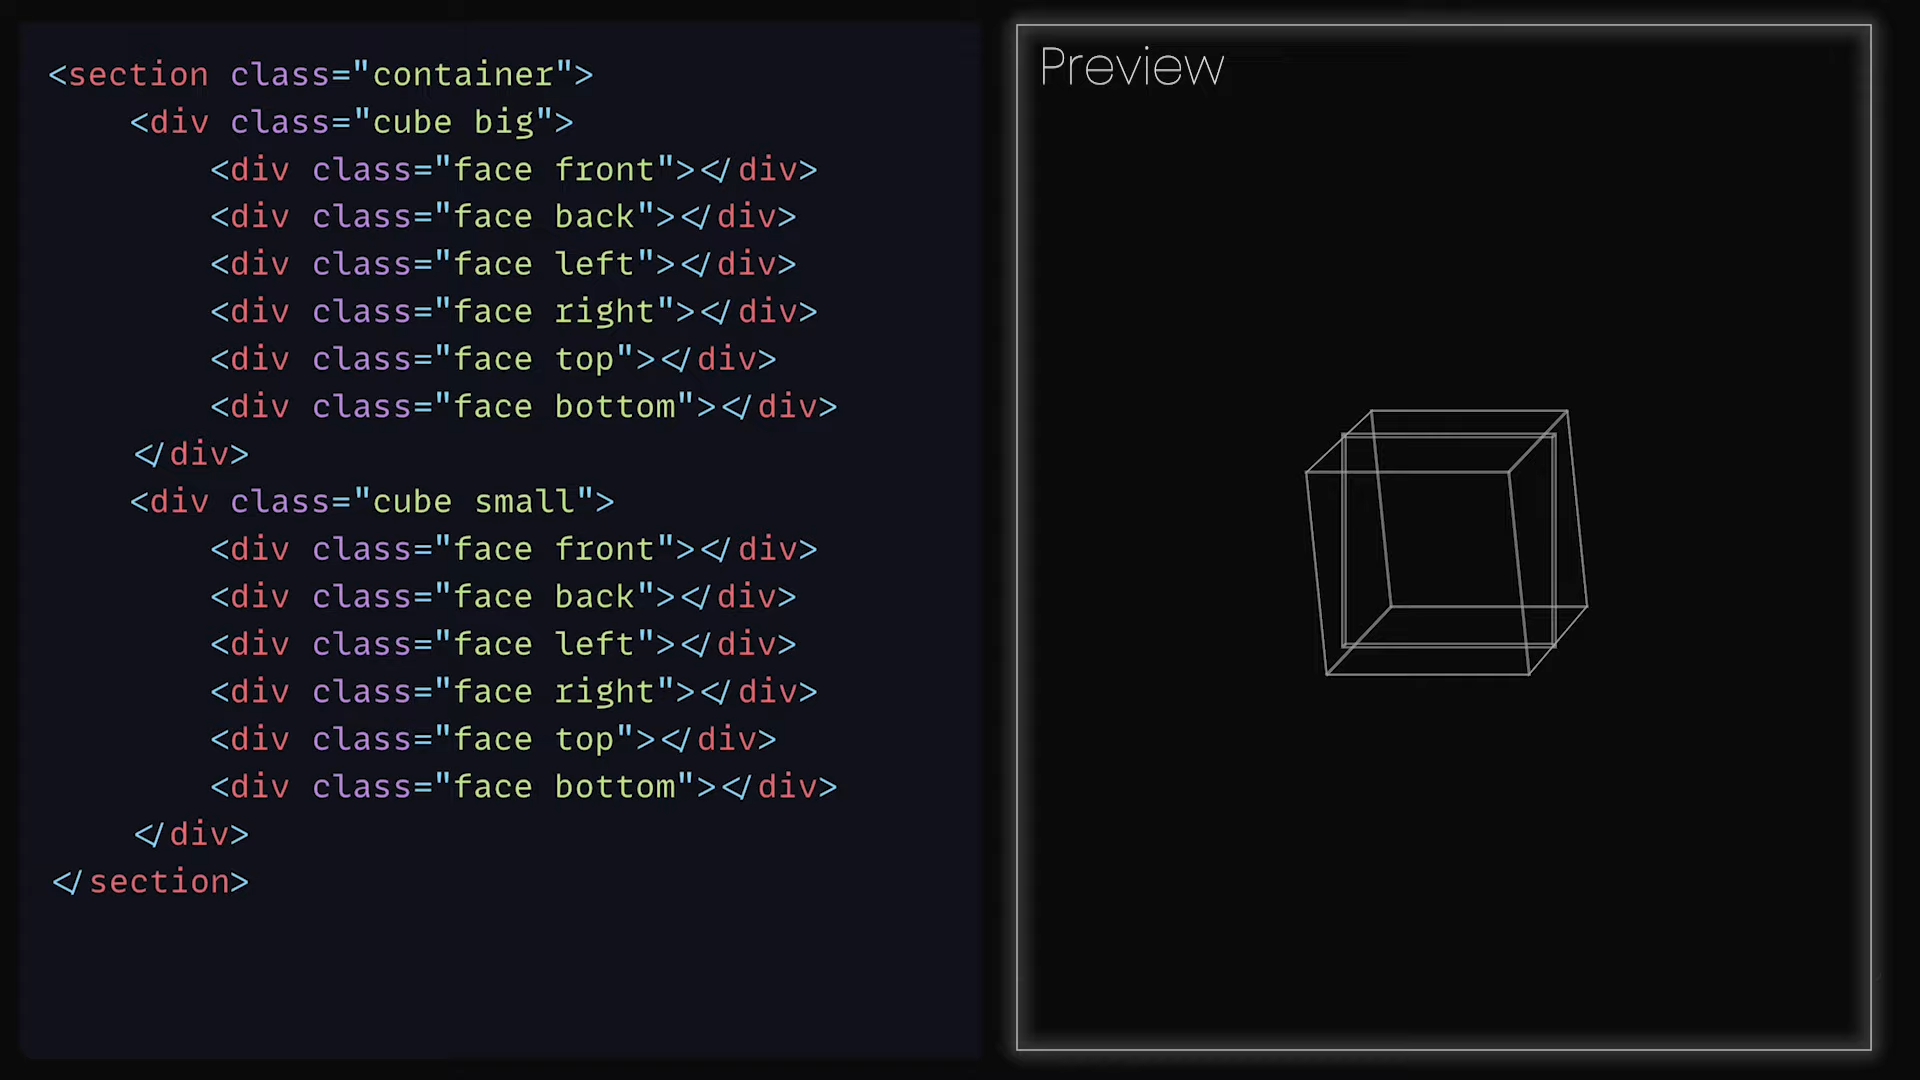 <section class="container">
<div class="cube big">
<div class="face front"></div>
<div class="face back"></div>
<div class="face left"></div>
<div class="face right"></div>
<div class="face top"></div>
<div class="face bottom"></div>
</div>
<div class="cube small">
<div class="face front"></div>
<div class="face back"></div>
<div class="face left"></div>
<div class="face right"></div>
<div class="face top"></div>
<div class="face bottom"></div>
</div>
</section>
Preview